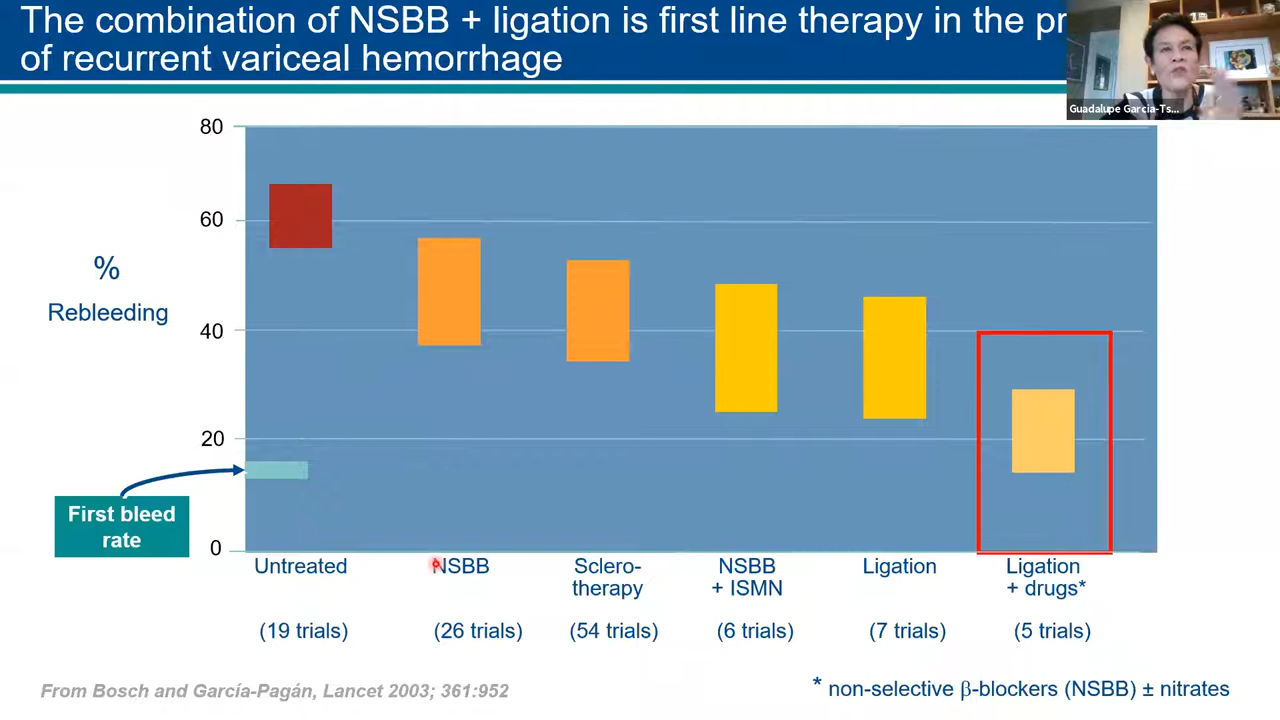 The combination of NSBB + ligation is first line therapy in the
of recurrent variceal hemorrhage
Guadalupe Garcia-Ts...
80
60
40
20
0
%
Rebleeding
First bleed
rate
Untreated
NSBB
Sclero-
therapy
NSBB
+ ISMN
Ligation
Ligation
+ drugs*
(19 trials)
(26 trials)
(54 trials)
(6 trials)
(7 trials)
(5 trials)
From Bosch and García-Pagán, Lancet 2003; 361:952
* non-selective β-blockers (NSBB) ± nitrates